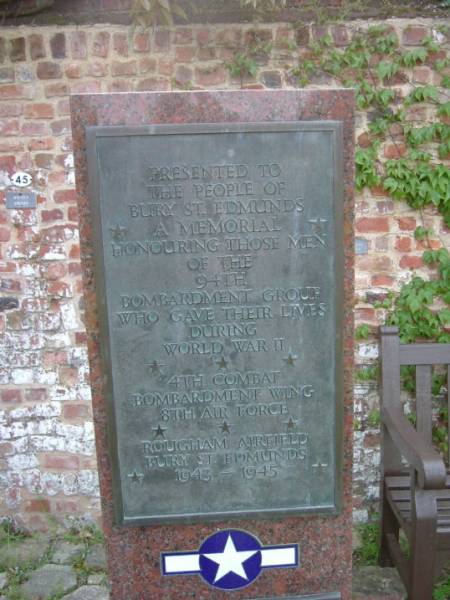 PRESENTED TO
THE PEOPLE OF
BURY ST. EDMUNDS
A MEMORIAL
HONOURING THOSE MEN
OF THE
94TH
BOMBARDMENT GROUP
WHO GAVE THEIR LIVES
DURING
WORLD WAR II
4TH COMBAT
BOMBARDMENT WING
8TH AIR FORCE
ROUGHAM AIRFIELD
BURY ST. EDMUNDS
1943 - 1945
45